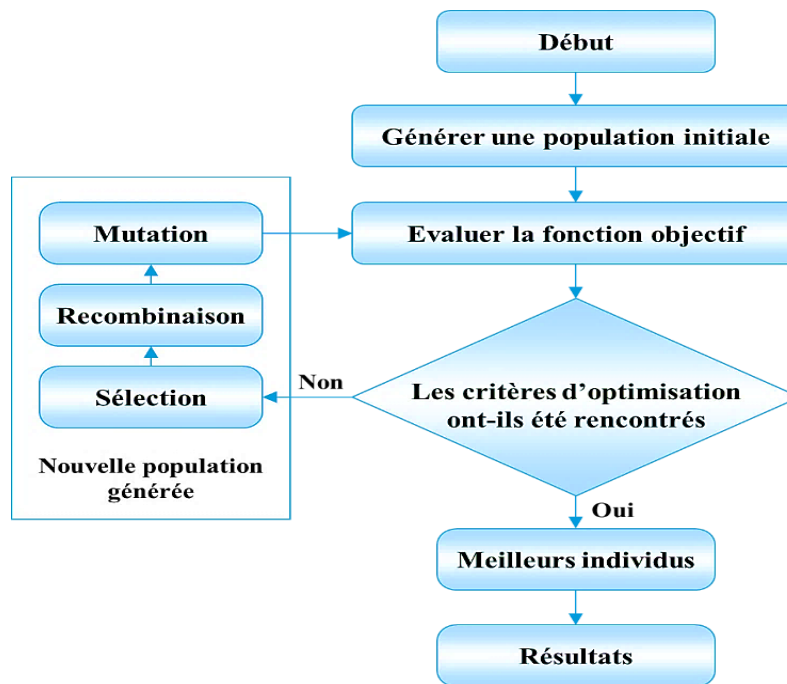 Début
Générer une population initiale
Evaluer la fonction objectif
Les critères d'optimisation
ont-ils été rencontrés
Non
Sélection
Recombinaison
Mutation
Nouvelle population
générée
Oui
Meilleurs individus
Résultats